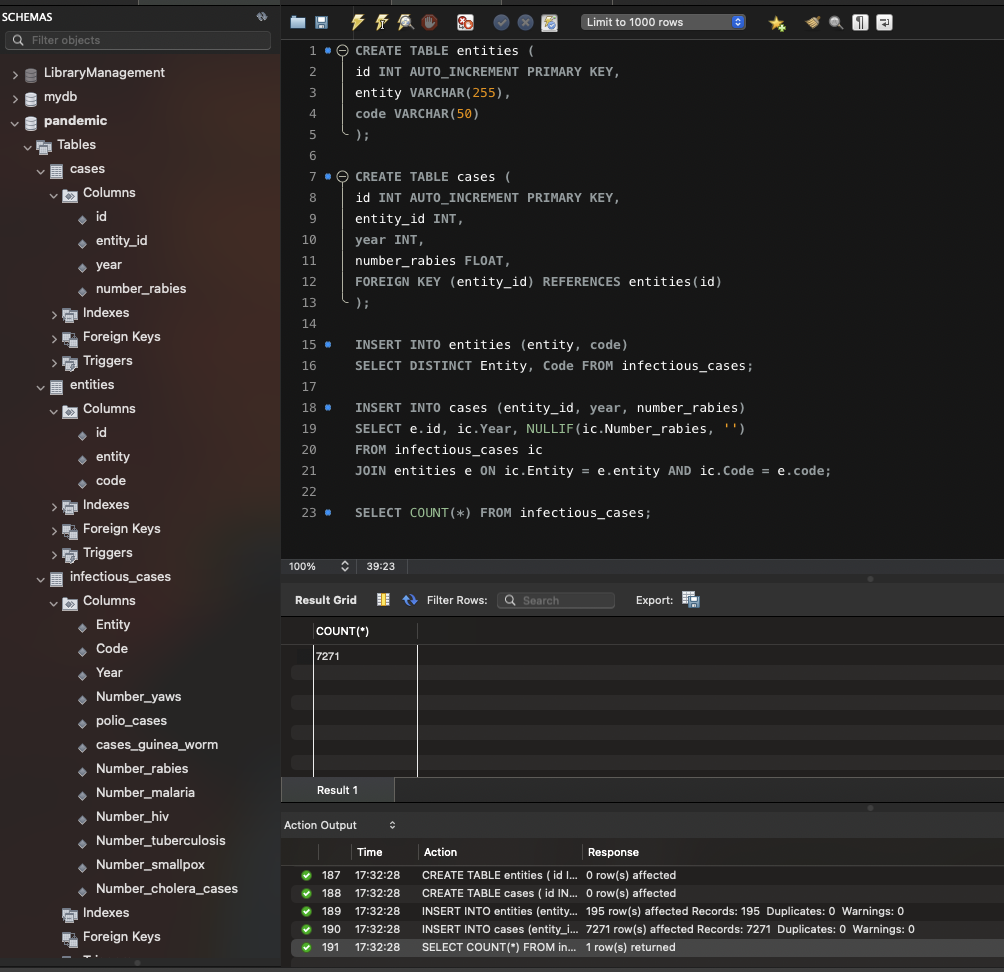 SCHEMAS
Filter objects
LibraryManagement
mydb
pandemic
Tables
cases
Columns
id
entity_id
year
number_rabies
Indexes
Foreign Keys
Triggers
entities
Columns
id
entity
code
Indexes
Foreign Keys
Triggers
infectious_cases
Columns
Entity
Code
Year
Number_yaws
polio_cases
cases_guinea_worm
Number_rabies
Number_malaria
Number_hiv
Number_tuberculosis
Number_smallpox
Number_cholera_cases
Indexes
Foreign Keys
Limit to 1000 rows
1 CREATE TABLE entities (
2 id INT AUTO_INCREMENT PRIMARY KEY,
3 entity VARCHAR(255),
4 code VARCHAR(50)
5 );
6
7 CREATE TABLE cases (
8 id INT AUTO_INCREMENT PRIMARY KEY,
9 entity_id INT,
10 year INT,
11 number_rabies FLOAT,
12 FOREIGN KEY (entity_id) REFERENCES entities(id)
13 );
14
15 INSERT INTO entities (entity, code)
16 SELECT DISTINCT Entity, Code FROM infectious_cases;
17
18 INSERT INTO cases (entity_id, year, number_rabies)
19 SELECT e.id, ic.Year, NULLIF(ic.Number_rabies, '')
20 FROM infectious_cases ic
21 JOIN entities e ON ic.Entity = e.entity AND ic.Code = e.code;
22
23 SELECT COUNT(*) FROM infectious_cases;
100% 39:23
Result Grid Filter Rows: Search Export:
COUNT(*)
7271
Result 1
Action Output
Time Action Response
187 17:32:28 CREATE TABLE entities ( id I... 0 row(s) affected
188 17:32:28 CREATE TABLE cases ( id IN... 0 row(s) affected
189 17:32:28 INSERT INTO entities (entity... 195 row(s) affected Records: 195 Duplicates: 0 Warnings: 0
190 17:32:28 INSERT INTO cases (entity_i... 7271 row(s) affected Records: 7271 Duplicates: 0 Warnings: 0
191 17:32:28 SELECT COUNT(*) FROM in... 1 row(s) returned